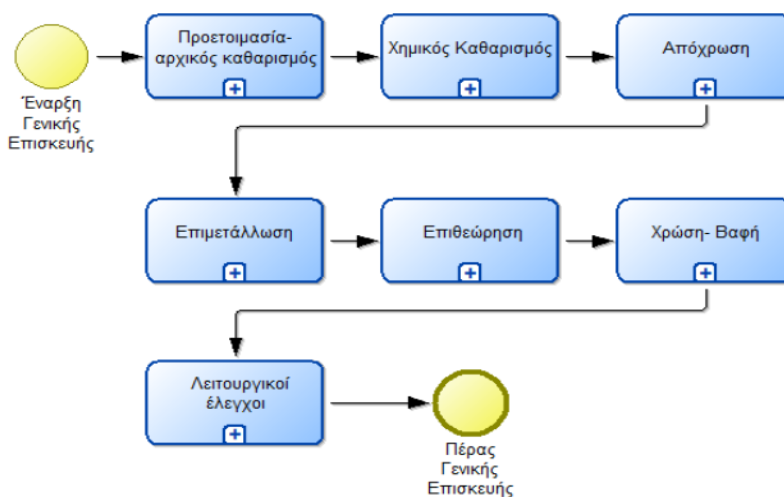 Έναρξη
Γενικής
Επισκευής
Προετοιμασία-
αρχικός καθαρισμός
Χημικός Καθαρισμός
Απόχρωση
Επιμετάλλωση
Επιθεώρηση
Χρώση- Βαφή
Λειτουργικοί
έλεγχοι
Πέρας
Γενικής
Επισκευής